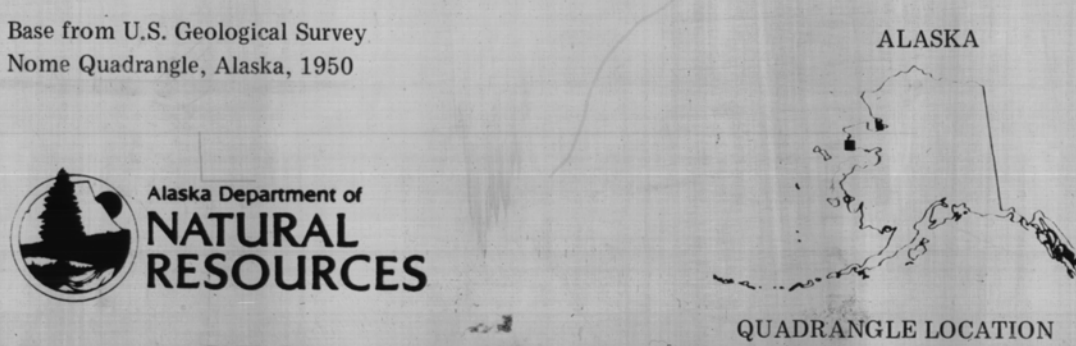 Base from U.S. Geological Survey
Nome Quadrangle, Alaska, 1950
Alaska Department of
NATURAL
RESOURCES
ALASKA
QUADRANGLE LOCATION